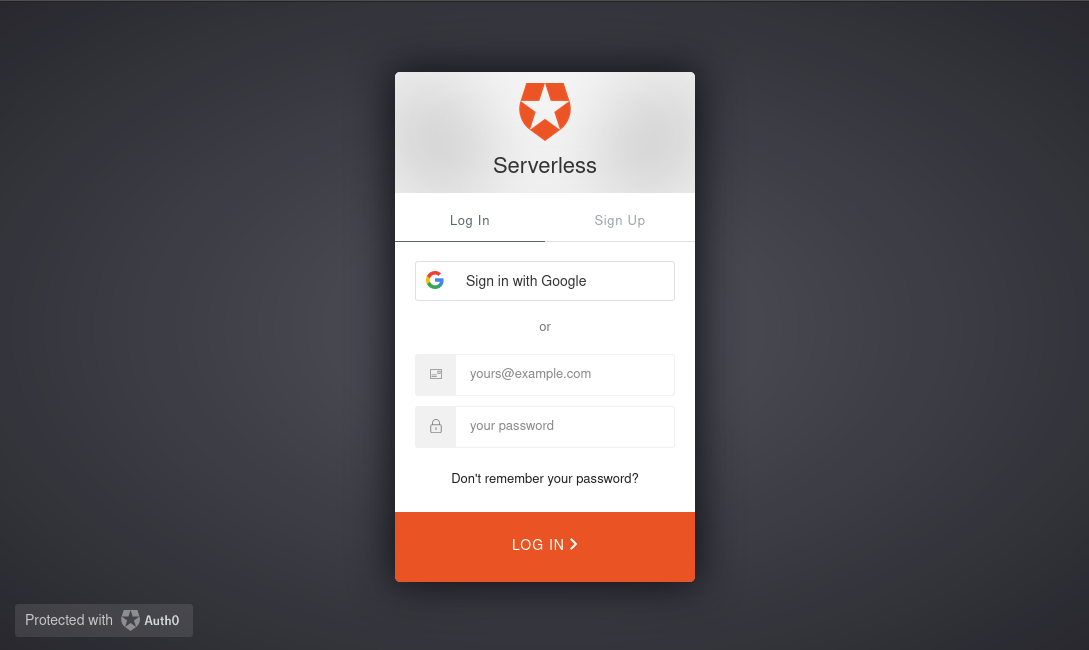 Serverless
Log In Sign Up
Sign in with Google
or
yours@example.com
your password
Don't remember your password?
LOG IN
Protected with Auth0